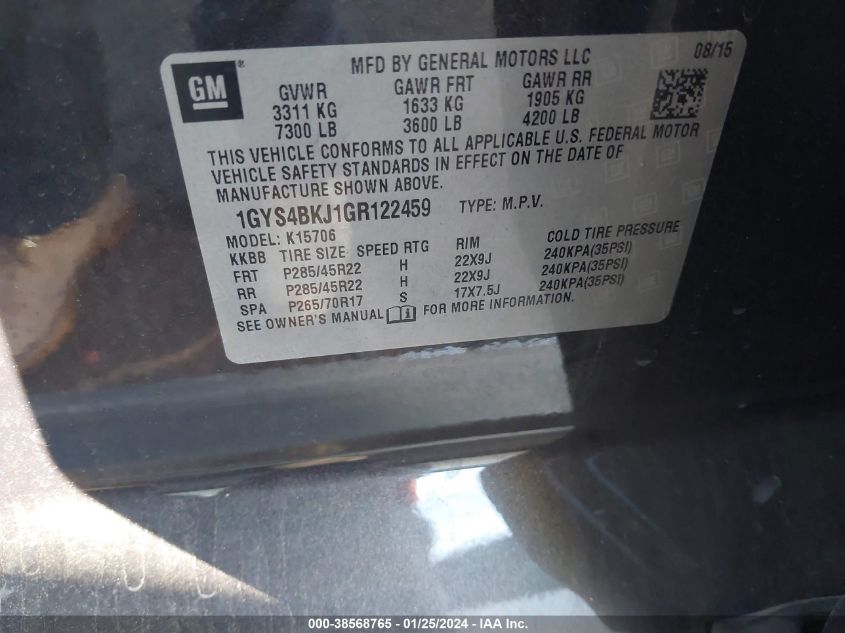 GM®
MFD BY GENERAL MOTORS LLC 08/15
GVWR GAWR FRT GAWR RR
3311 KG 1633 KG 1905 KG
7300 LB 3600 LB 4200 LB
THIS VEHICLE CONFORMS TO ALL APPLICABLE U.S. FEDERAL MOTOR
VEHICLE SAFETY STANDARDS IN EFFECT ON THE DATE OF
MANUFACTURE SHOWN ABOVE.
1GYS4BKJ1GR122459 TYPE: M.P.V.
MODEL: K15706
KKBB TIRE SIZE SPEED RTG RIM COLD TIRE PRESSURE
FRT P285/45R22 H 22X9J 240KPA(35PSI)
RR P285/45R22 H 22X9J 240KPA(35PSI)
SPA P265/70R17 S 17X7.5J 240KPA(35PSI)
SEE OWNER'S MANUAL FOR MORE INFORMATION.
000-38568765 - 01/25/2024 - IAA Inc.